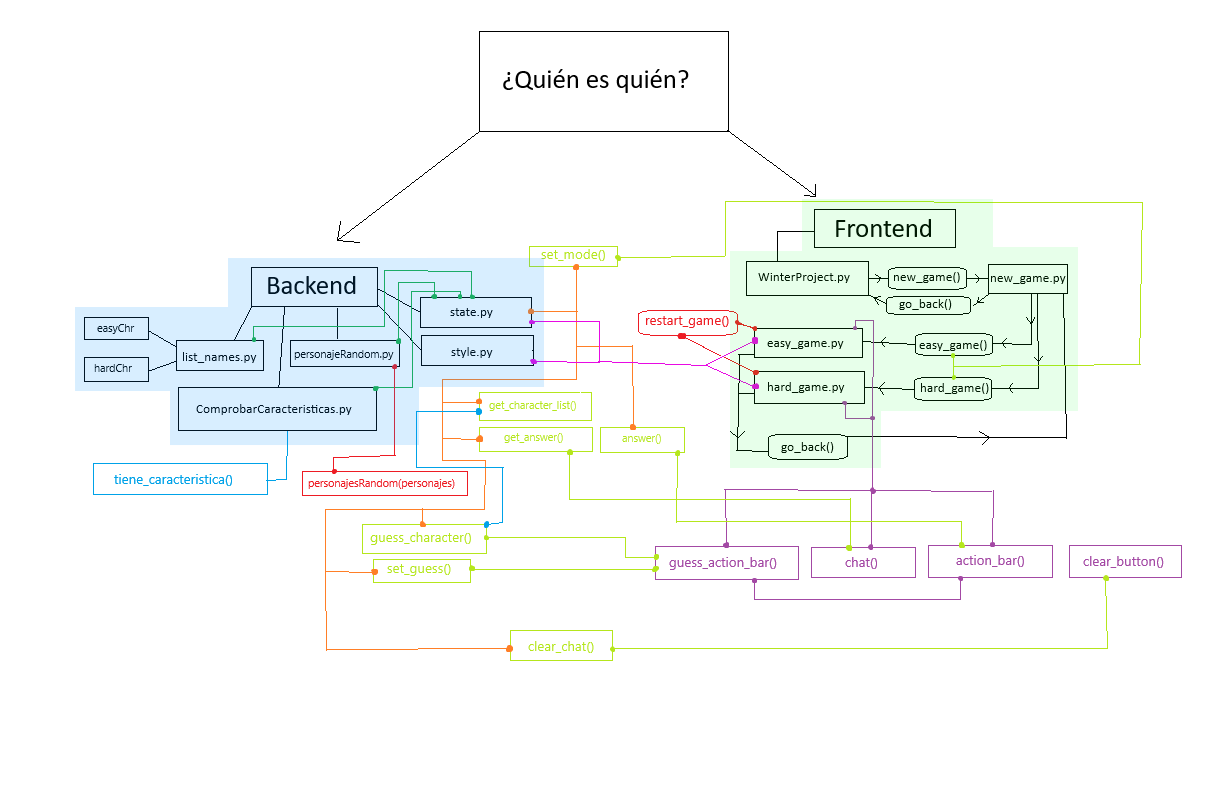 ¿Quién es quién?
Frontend
set_mode()
Backend
WinterProject.py
new_game()
new_game.py
go_back()
state.py
easyChr
restart_game()
list_names.py
personajeRandom.py
style.py
easy_game.py
easy_game()
hardChr
hard_game.py
hard_game()
ComprobarCaracteristicas.py
get_character_list()
get_answer()
answer()
go_back()
tiene_caracteristica()
personajesRandom(personajes)
guess_character()
set_guess()
guess_action_bar()
chat()
action_bar()
clear_button()
clear_chat()